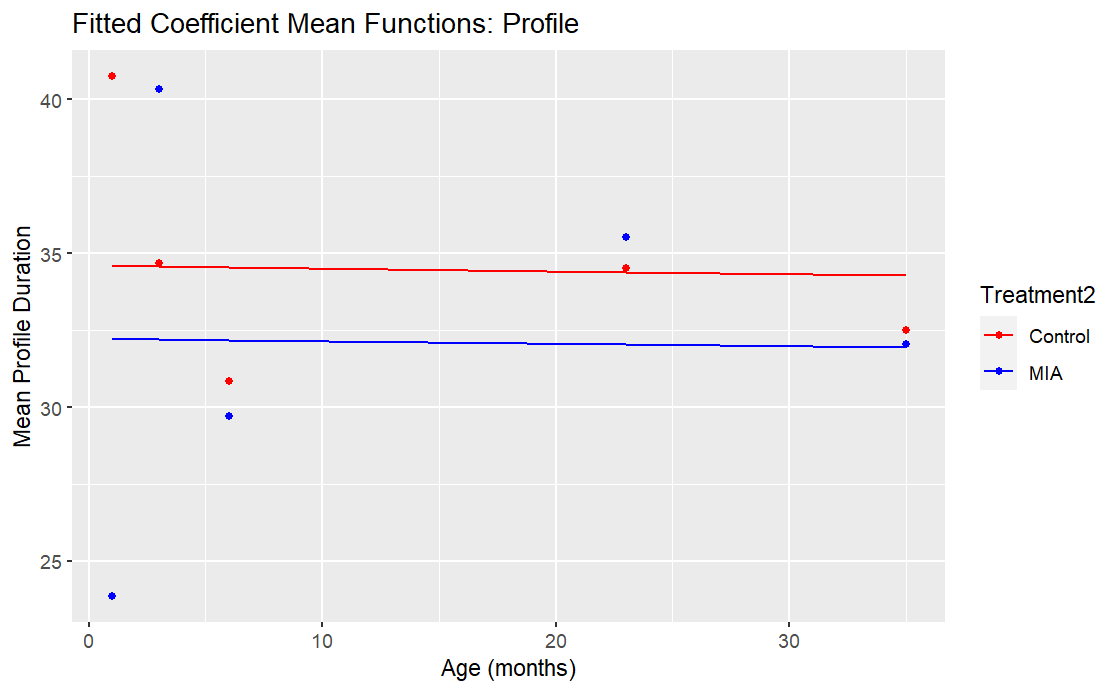 Fitted Coefficient Mean Functions: Profile
Mean Profile Duration
40
35
30
25
0
10
20
30
Age (months)
Treatment2
Control
MIA